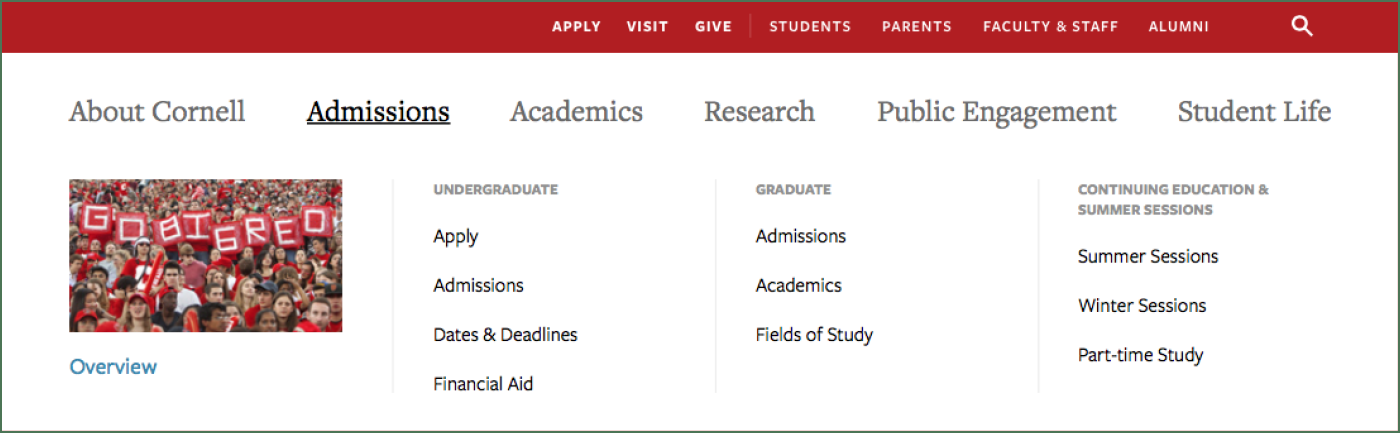 APPLY VISIT GIVE STUDENTS PARENTS FACULTY & STAFF ALUMNI
About Cornell Admissions Academics Research Public Engagement Student Life
GO BIG RED
Overview
UNDERGRADUATE
Apply
Admissions
Dates & Deadlines
Financial Aid
GRADUATE
Admissions
Academics
Fields of Study
CONTINUING EDUCATION &
SUMMER SESSIONS
Summer Sessions
Winter Sessions
Part-time Study